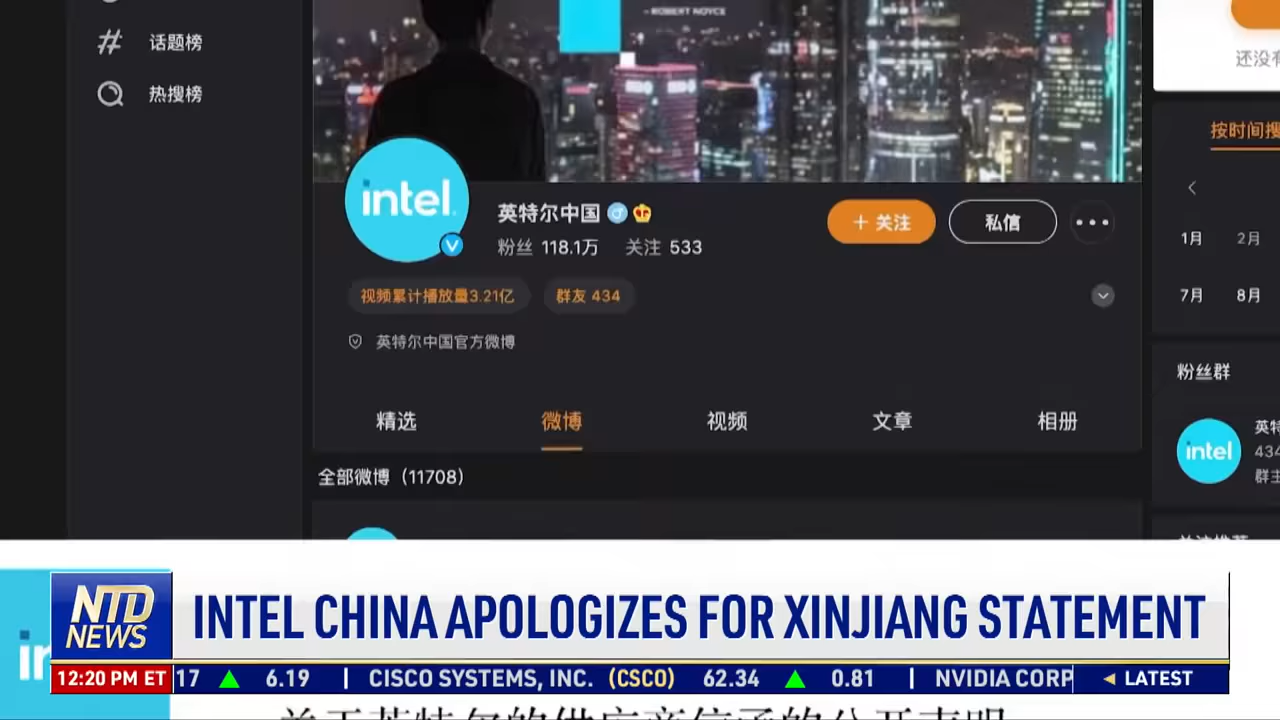 - ROBERT NOYCE
# 话题榜
热搜榜
intel.
英特尔中国
粉丝 118.1万 关注 533
+ 关注
私信
视频累计播放量3.21亿
群友 434
英特尔中国官方微博
精选 微博 视频 文章 相册
全部微博（11708）
还没有
按时间搜
1月 2月
7月 8月
粉丝群
intel
英特
434
群主
NTD
NEWS
INTEL CHINA APOLOGIZES FOR XINJIANG STATEMENT
12:20 PM ET
17 ▲ 6.19 | CISCO SYSTEMS, INC. (CSCO) 62.34 ▲ 0.81 | NVIDIA CORP
◄ LATEST
in